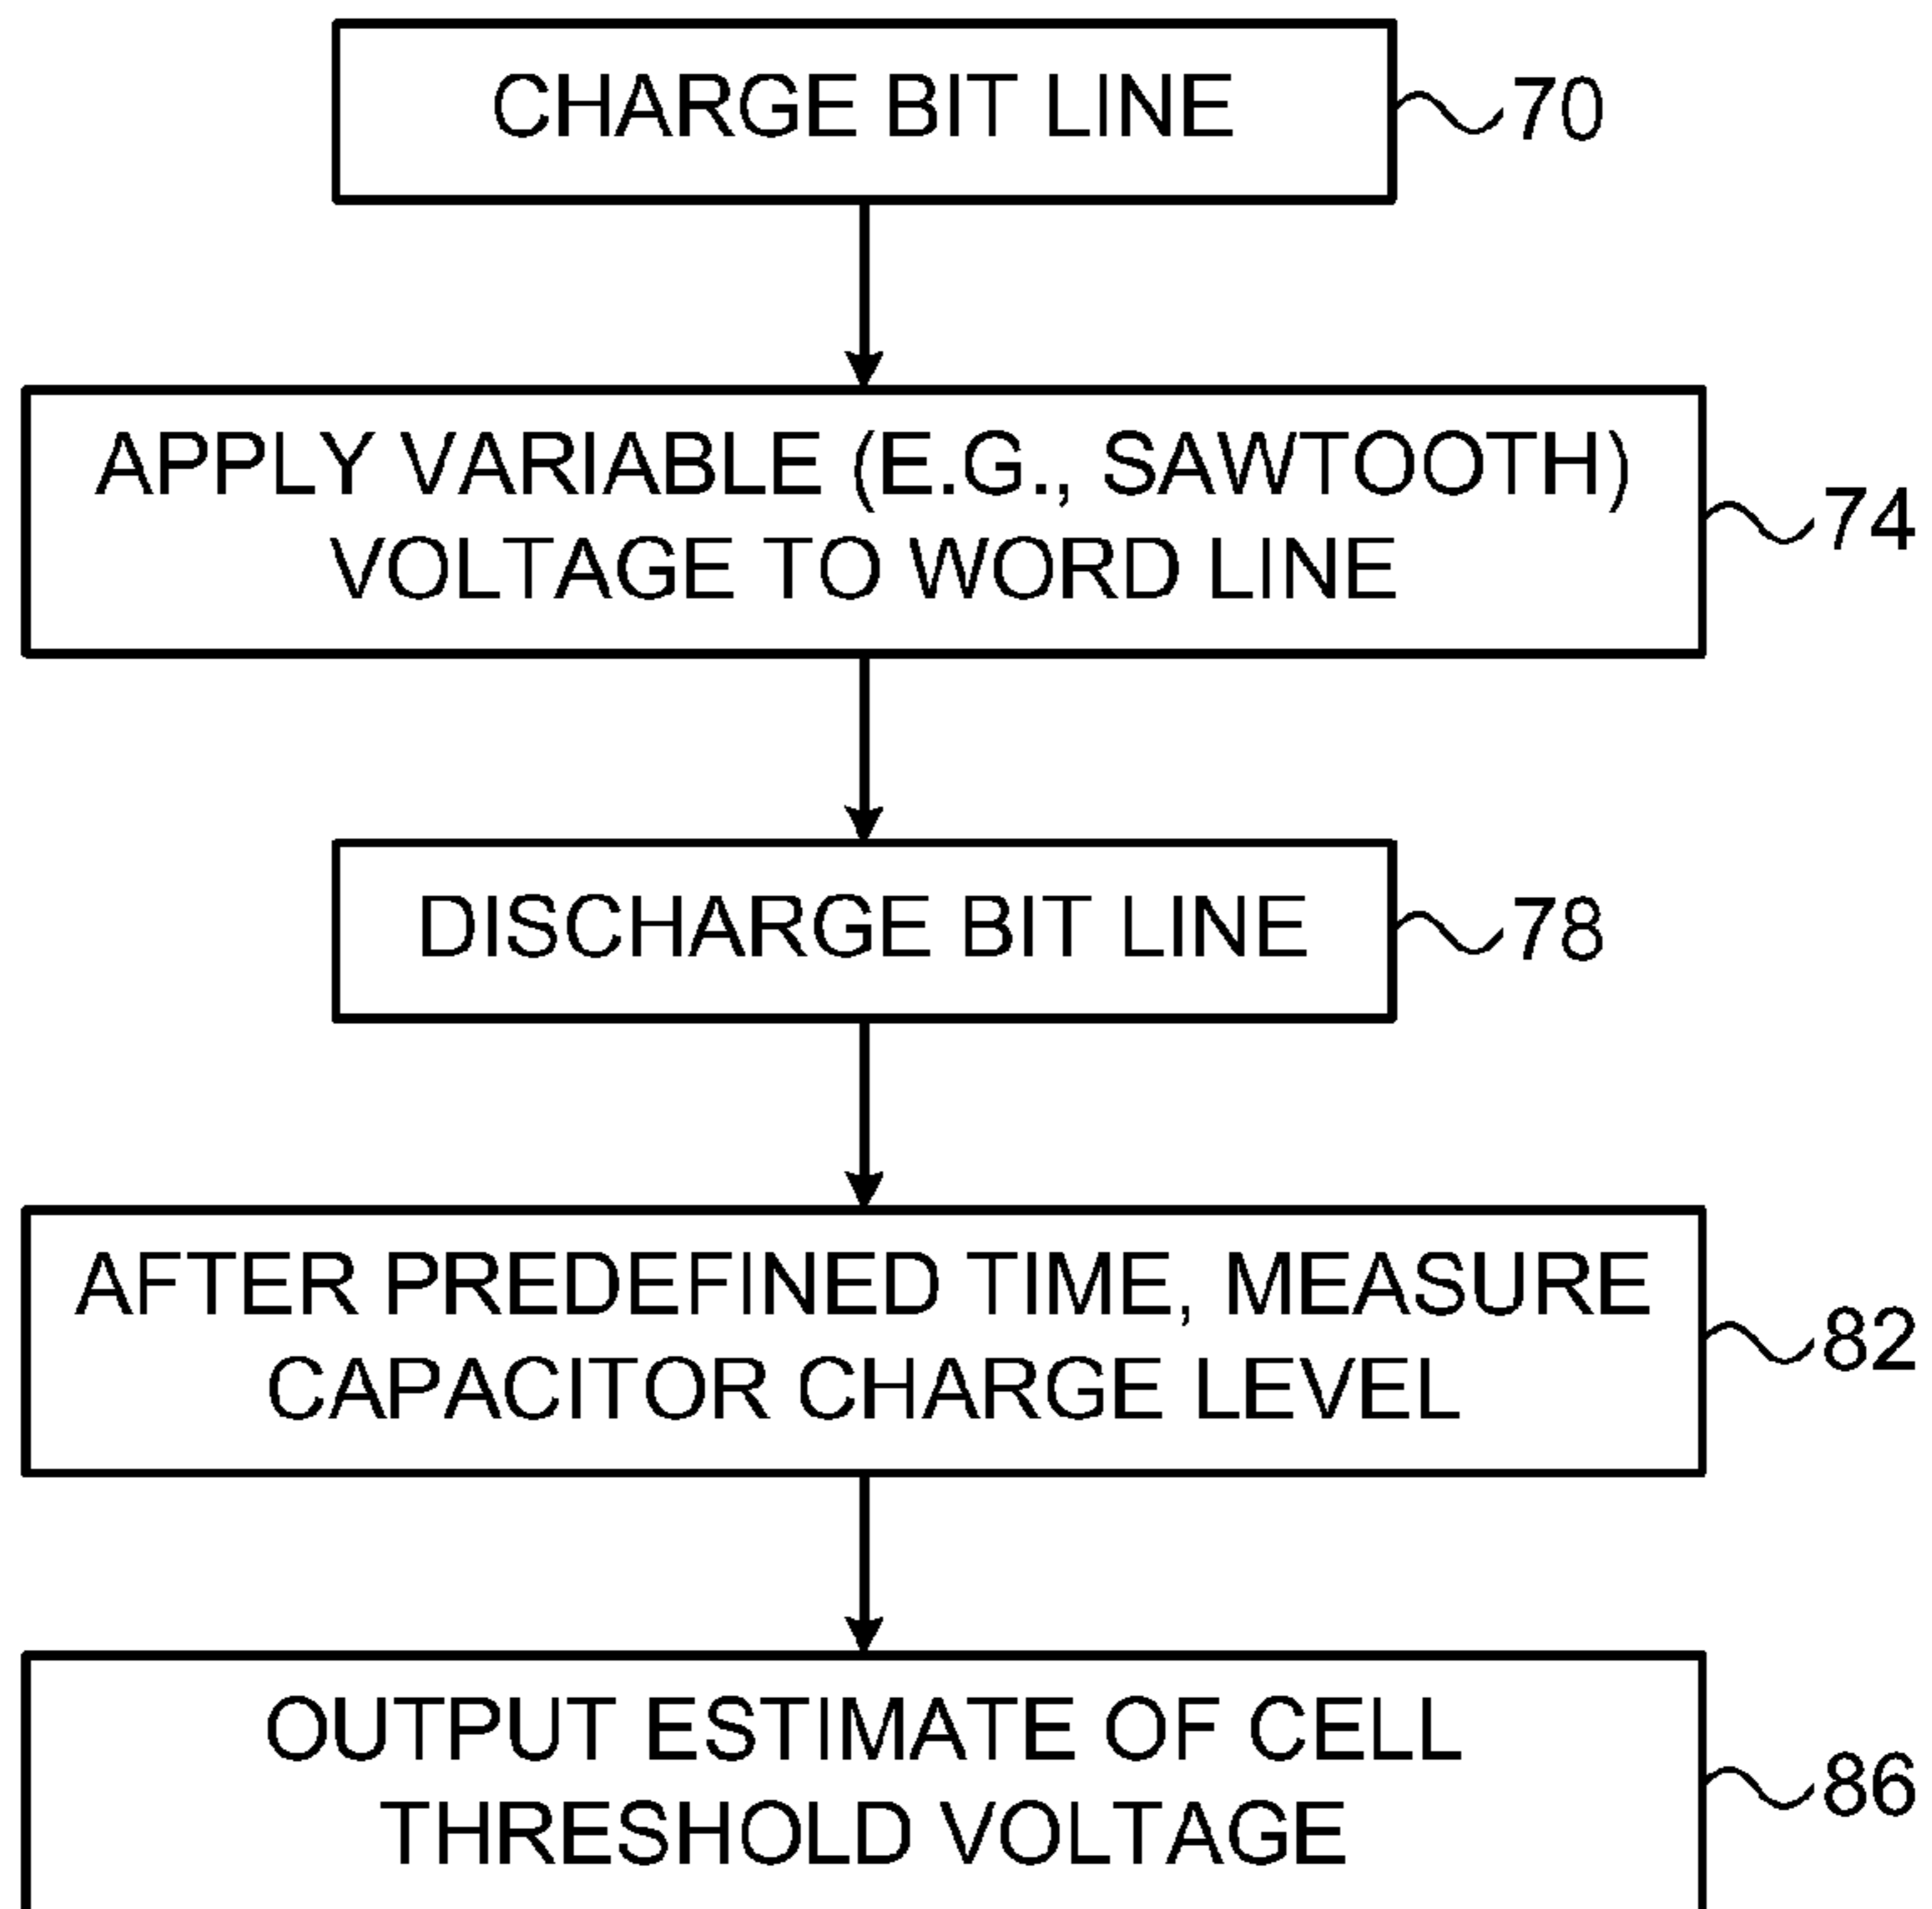 CHARGE BIT LINE
70
APPLY VARIABLE (E.G., SAWTOOTH)
VOLTAGE TO WORD LINE
74
DISCHARGE BIT LINE
78
AFTER PREDEFINED TIME, MEASURE
CAPACITOR CHARGE LEVEL
82
OUTPUT ESTIMATE OF CELL
THRESHOLD VOLTAGE
86